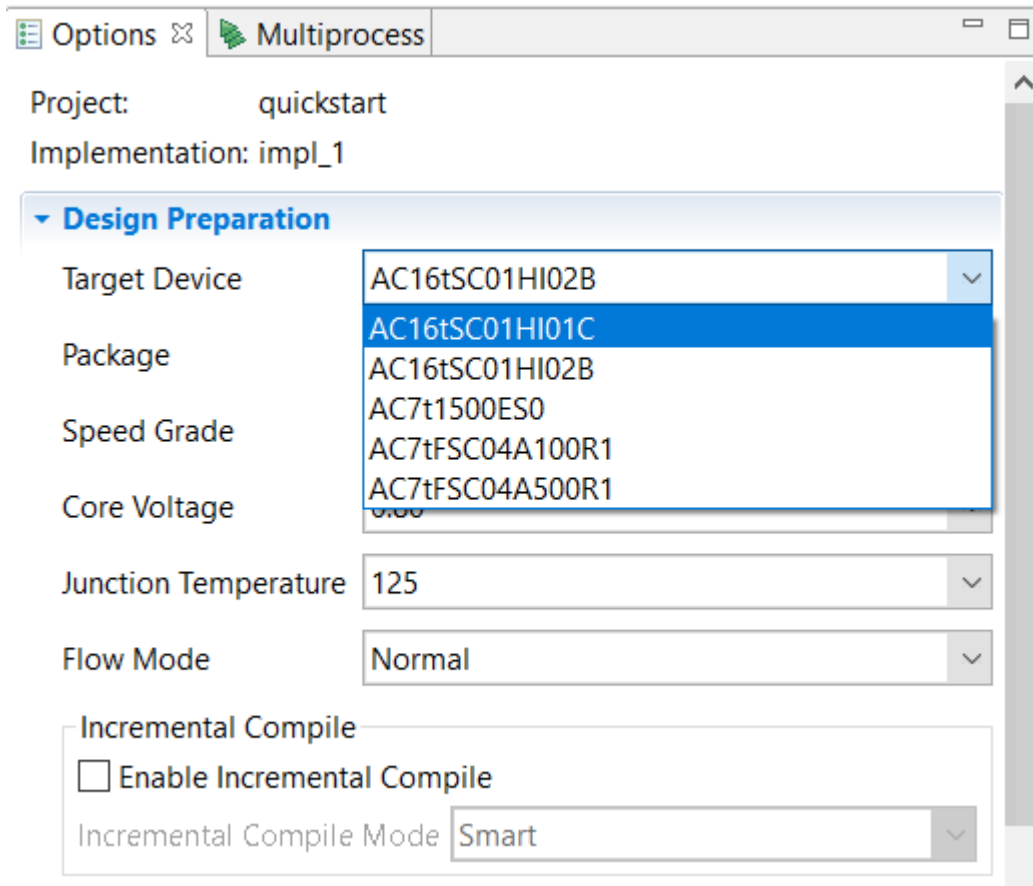 Options Multiprocess
Project: quickstart
Implementation: impl_1
Design Preparation
Target Device AC16tSC01HI02B
AC16tSC01HI01C
Package
AC16tSC01HI02B
AC7t1500ES0
Speed Grade
AC7tFSC04A100R1
AC7tFSC04A500R1
Core Voltage
Junction Temperature 125
Flow Mode Normal
Incremental Compile
Enable Incremental Compile
Incremental Compile Mode Smart